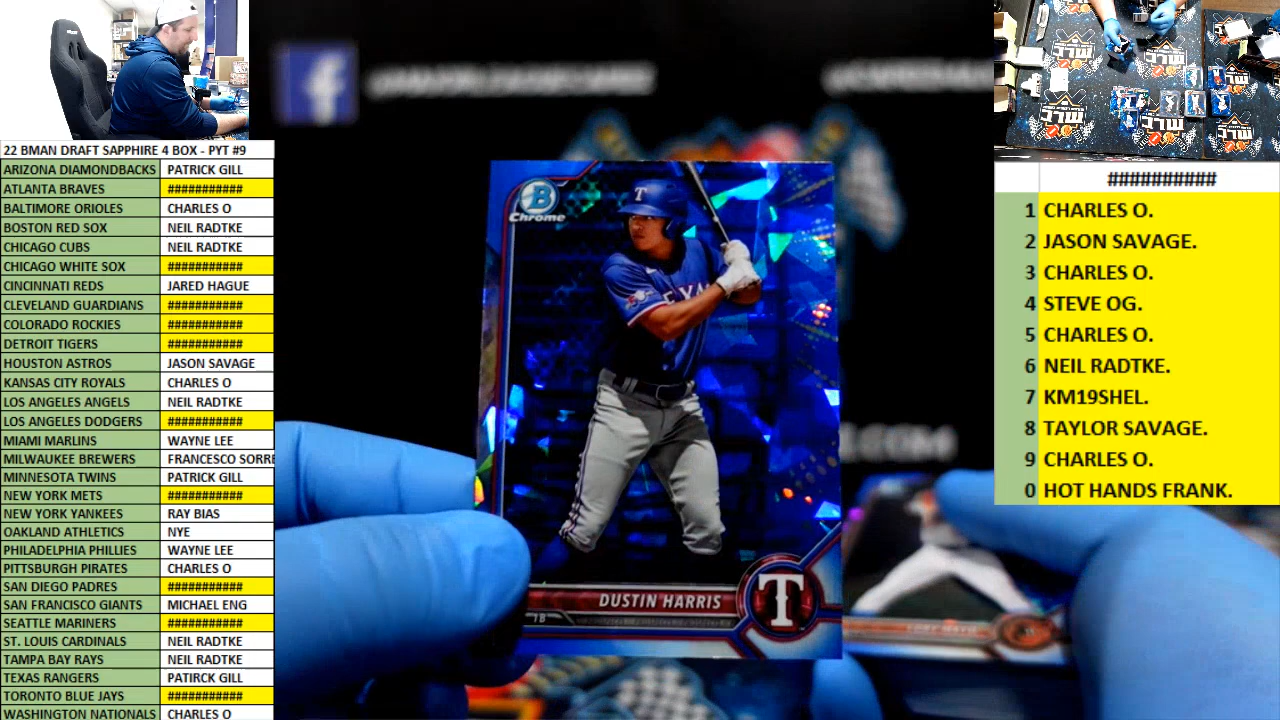 22 BMAN DRAFT SAPPHIRE 4 BOX - PYT #9
ARIZONA DIAMONDBACKS PATRICK GILL
ATLANTA BRAVES ###########
BALTIMORE ORIOLES CHARLES O
BOSTON RED SOX NEIL RADTKE
CHICAGO CUBS NEIL RADTKE
CHICAGO WHITE SOX ###########
CINCINNATI REDS JARED HAGUE
CLEVELAND GUARDIANS ###########
COLORADO ROCKIES ###########
DETROIT TIGERS ###########
HOUSTON ASTROS JASON SAVAGE
KANSAS CITY ROYALS CHARLES O
LOS ANGELES ANGELS NEIL RADTKE
LOS ANGELES DODGERS ###########
MIAMI MARLINS WAYNE LEE
MILWAUKEE BREWERS FRANCESCO SORRE
MINNESOTA TWINS PATRICK GILL
NEW YORK METS ###########
NEW YORK YANKEES RAY BIAS
OAKLAND ATHLETICS NYE
PHILADELPHIA PHILLIES WAYNE LEE
PITTSBURGH PIRATES CHARLES O
SAN DIEGO PADRES ###########
SAN FRANCISCO GIANTS MICHAEL ENG
SEATTLE MARINERS ###########
ST. LOUIS CARDINALS NEIL RADTKE
TAMPA BAY RAYS NEIL RADTKE
TEXAS RANGERS PATIRCK GILL
TORONTO BLUE JAYS ###########
WASHINGTON NATIONALS CHARLES O
f
B
Chrome
T
TEXA
DUSTIN HARRIS
1B
T
MLC
MLC
MLC
MLC
###########
1 CHARLES O.
2 JASON SAVAGE.
3 CHARLES O.
4 STEVE OG.
5 CHARLES O.
6 NEIL RADTKE.
7 KM19SHEL.
8 TAYLOR SAVAGE.
9 CHARLES O.
0 HOT HANDS FRANK.